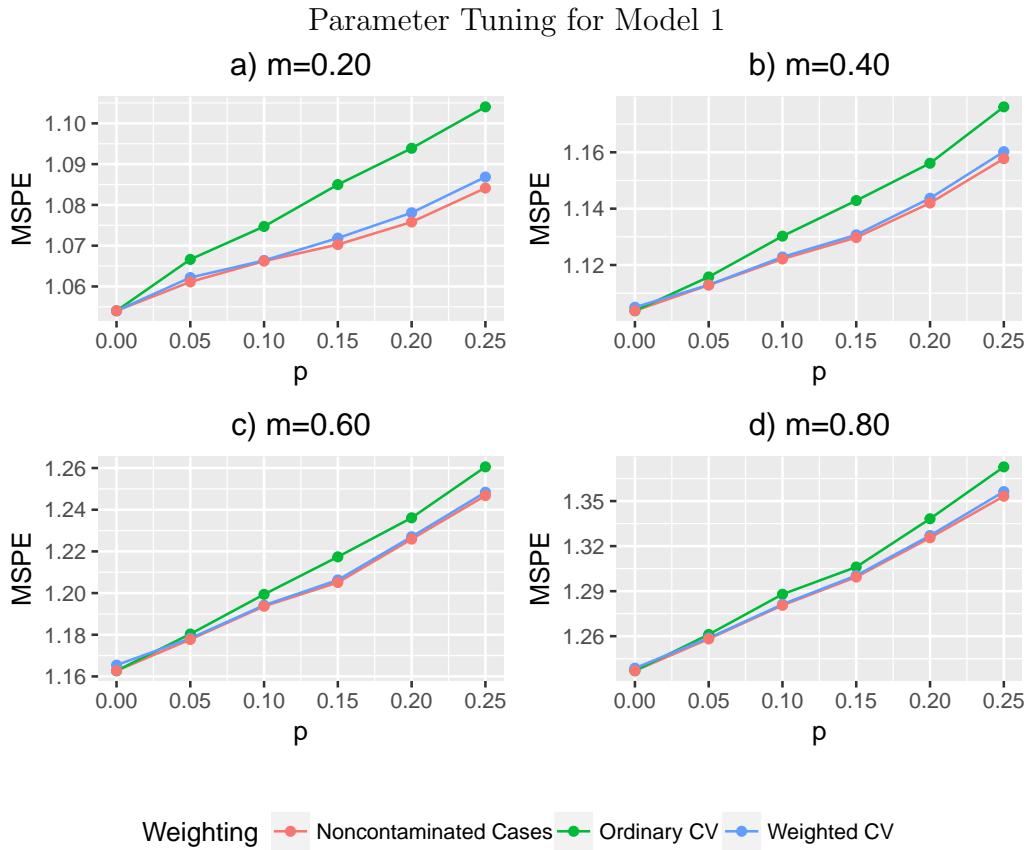 Parameter Tuning for Model 1
a) m=0.20
1.10
1.09
1.08
1.07
1.06
MSPE
0.00 0.05 0.10 0.15 0.20 0.25
p
b) m=0.40
1.16
1.14
1.12
MSPE
0.00 0.05 0.10 0.15 0.20 0.25
p
c) m=0.60
1.26
1.24
1.22
1.20
1.18
1.16
MSPE
0.00 0.05 0.10 0.15 0.20 0.25
p
d) m=0.80
1.35
1.32
1.29
1.26
MSPE
0.00 0.05 0.10 0.15 0.20 0.25
p
Weighting Noncontaminated Cases Ordinary CV Weighted CV